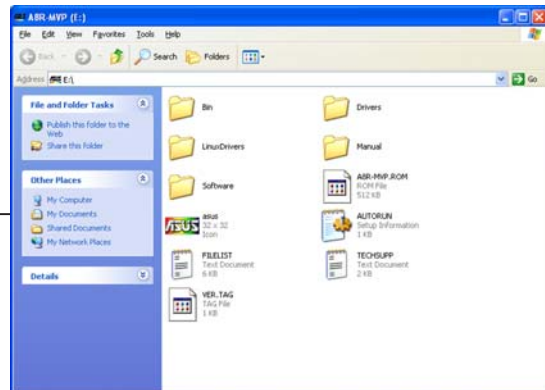 A8R-MVP (E:)
File Edit View Favorites Tools Help
Back Search Folders
Address E:\ Go
File and Folder Tasks
Publish this folder to the
Web
Share this folder
Other Places
My Computer
My Documents
Shared Documents
My Network Places
Details
Bin
Drivers
LinuxDrivers
Manual
Software
A8R-MVP.ROM
ROM File
512 KB
ASUS
asus
32 x 32
Icon
AUTORUN
Setup Information
1 KB
FILELIST
Text Document
6 KB
TECHSUPP
Text Document
2 KB
VER.TAG
TAG File
1 KB